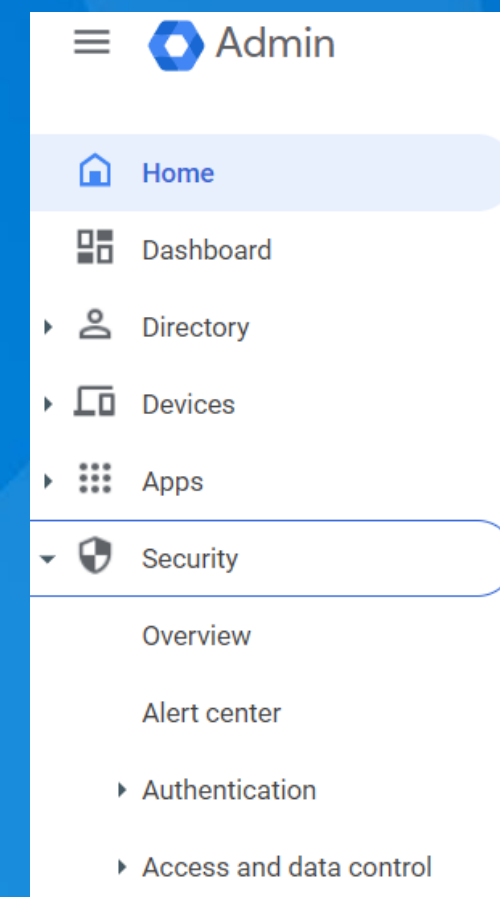 Admin
Home
Dashboard
Directory
Devices
Apps
Security
Overview
Alert center
Authentication
Access and data control